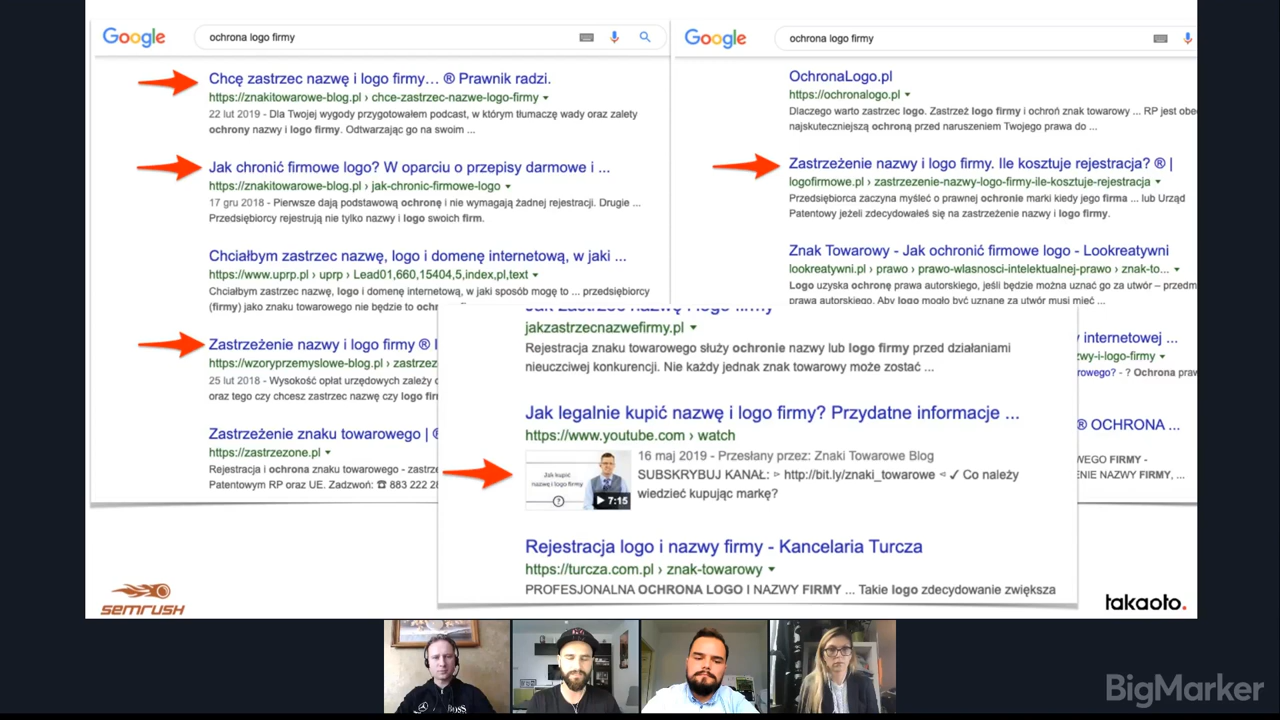 Google
ochrona logo firmy
Chcę zastrzec nazwę i logo firmy… ® Prawnik radzi.
https://znakitowarowe-blog.pl › chce-zastrzec-nazwe-logo-firmy
22 lut 2019 - Dla Twojej wygody przygotowałem podcast, w którym tłumaczę wady oraz zalety
ochrony nazwy i logo firmy. Odtwarzając go na swoim ...
Jak chronić firmowe logo? W oparciu o przepisy darmowe i ...
https://znakitowarowe-blog.pl › jak-chronic-firmowe-logo
17 gru 2018 - Pierwsze dają podstawową ochronę i nie wymagają żadnej rejestracji. Drugie ...
Przedsiębiorcy rejestrują nie tylko nazwy i logo swoich firm.
Chciałbym zastrzec nazwę, logo i domenę internetową, w jaki ...
https://www.uprp.pl › uprp › Lead01,660,15404,5,index,pl,text
Chciałbym zastrzec nazwę, logo i domenę internetową, w jaki sposób mogę to ... przedsiębiorcy
(firmę) jako znaku towarowego nie będzie to
Zastrzeżenie nazwy i logo firmy ®
https://wzoryprzemyslowe-blog.pl › zastrzez
25 lut 2018 - Wysokość opłat urzędowych zależy
oraz tego czy chcesz zastrzec nazwę, czy logo
Zastrzeżenie znaku towarowego |
https://zastrzezone.pl
Rejestracja i ochrona znaku towarowego - zastrz
Patentowym RP oraz UE. Zadzwoń: ☎ 883 222 2
Google
ochrona logo firmy
OchronaLogo.pl
https://ochronalogo.pl
Dlaczego warto zastrzec logo. Zastrzeż logo firmy i ochroń znak towarowy ... RP jest obec
najskuteczniejszą ochroną przed naruszeniem Twojego prawa do ...
Zastrzeżenie nazwy i logo firmy. Ile kosztuje rejestracja? ® |
logofirmowe.pl › zastrzezenie-nazwy-logo-firmy-ile-kosztuje-rejestracja
Przedsiębiorca zaczyna myśleć o prawnej ochronie marki kiedy jego firma ... lub Urząd
Patentowy jeżeli zdecydowałeś się na zastrzeżenie nazwy i logo firmy.
Znak Towarowy - Jak chronić firmowe logo - Lookreatywni
lookreatywni.pl › prawo › prawo-wlasnosci-intelektualnej-prawo › znak-to...
Logo uzyska ochronę prawa autorskiego, jeśli będzie można uznać go za utwór – przedm
prawa autorskiego. Aby logo mogło być uznane za utwór musi mieć ...
y internetowej ...
zwy-i-logo-firmy
rowego? - ? Ochrona praw
® OCHRONA ...
WEGO FIRMY -
ENIE NAZWY FIRMY, ...
Jak zastrzec nazwę i logo firmy
jakzastrzecnazwefirmy.pl
Rejestracja znaku towarowego służy ochronie nazwy lub logo firmy przed działaniami
nieuczciwej konkurencji. Nie każdy jednak znak towarowy może zostać ...
Jak legalnie kupić nazwę i logo firmy? Przydatne informacje ...
https://www.youtube.com › watch
16 maj 2019 - Przesłany przez: Znaki Towarowe Blog
SUBSKRYBUJ KANAŁ: ▹ http://bit.ly/znaki_towarowe ◃ ✓ Co należy
wiedzieć kupując markę?
Jak kupić
nazwę i logo firmy
?
7:15
Rejestracja logo i nazwy firmy - Kancelaria Turcza
https://turcza.com.pl › znak-towarowy
PROFESJONALNA OCHRONA LOGO I NAZWY FIRMY ... Takie logo zdecydowanie zwiększa
semrush
takaoto.
BOSS
BigMarker